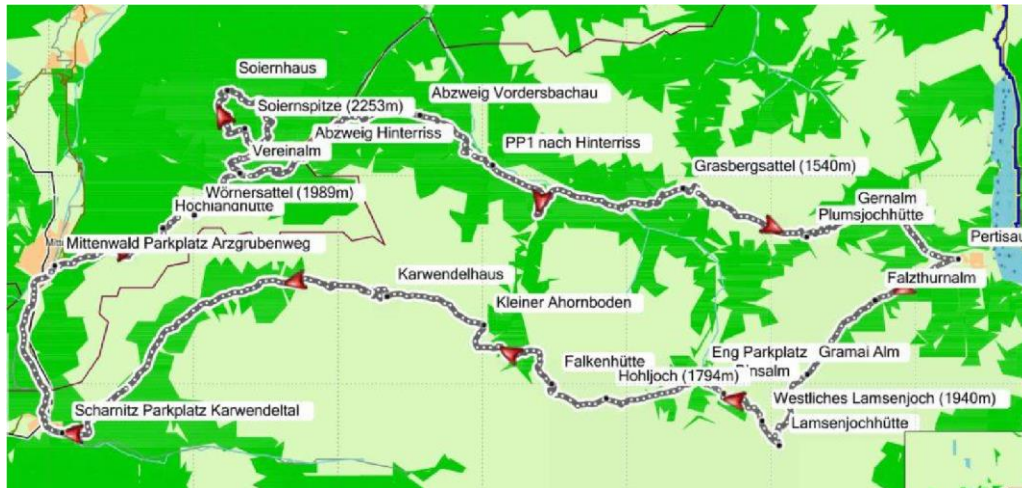 Soiernhaus
Soiernspitze (2253m)
Abzweig Vordersbachau
Abzweig Hinterriss
PP1 nach Hinterriss
Vereinalm
Grasbergsattel (1540m)
Wörnersattel (1989m)
Hochlandhütte
Gernalm
Plumsjochhütte
Mittenwald Parkplatz Arzgrubenweg
Pertisau
Karwendelhaus
Falzthurnalm
Kleiner Ahornboden
Eng Parkplatz
Gramai Alm
Falkenhütte
Binsalm
Hohljoch (1794m)
Westliches Lamsenjoch (1940m)
Scharnitz Parkplatz Karwendeltal
Lamsenjochhütte